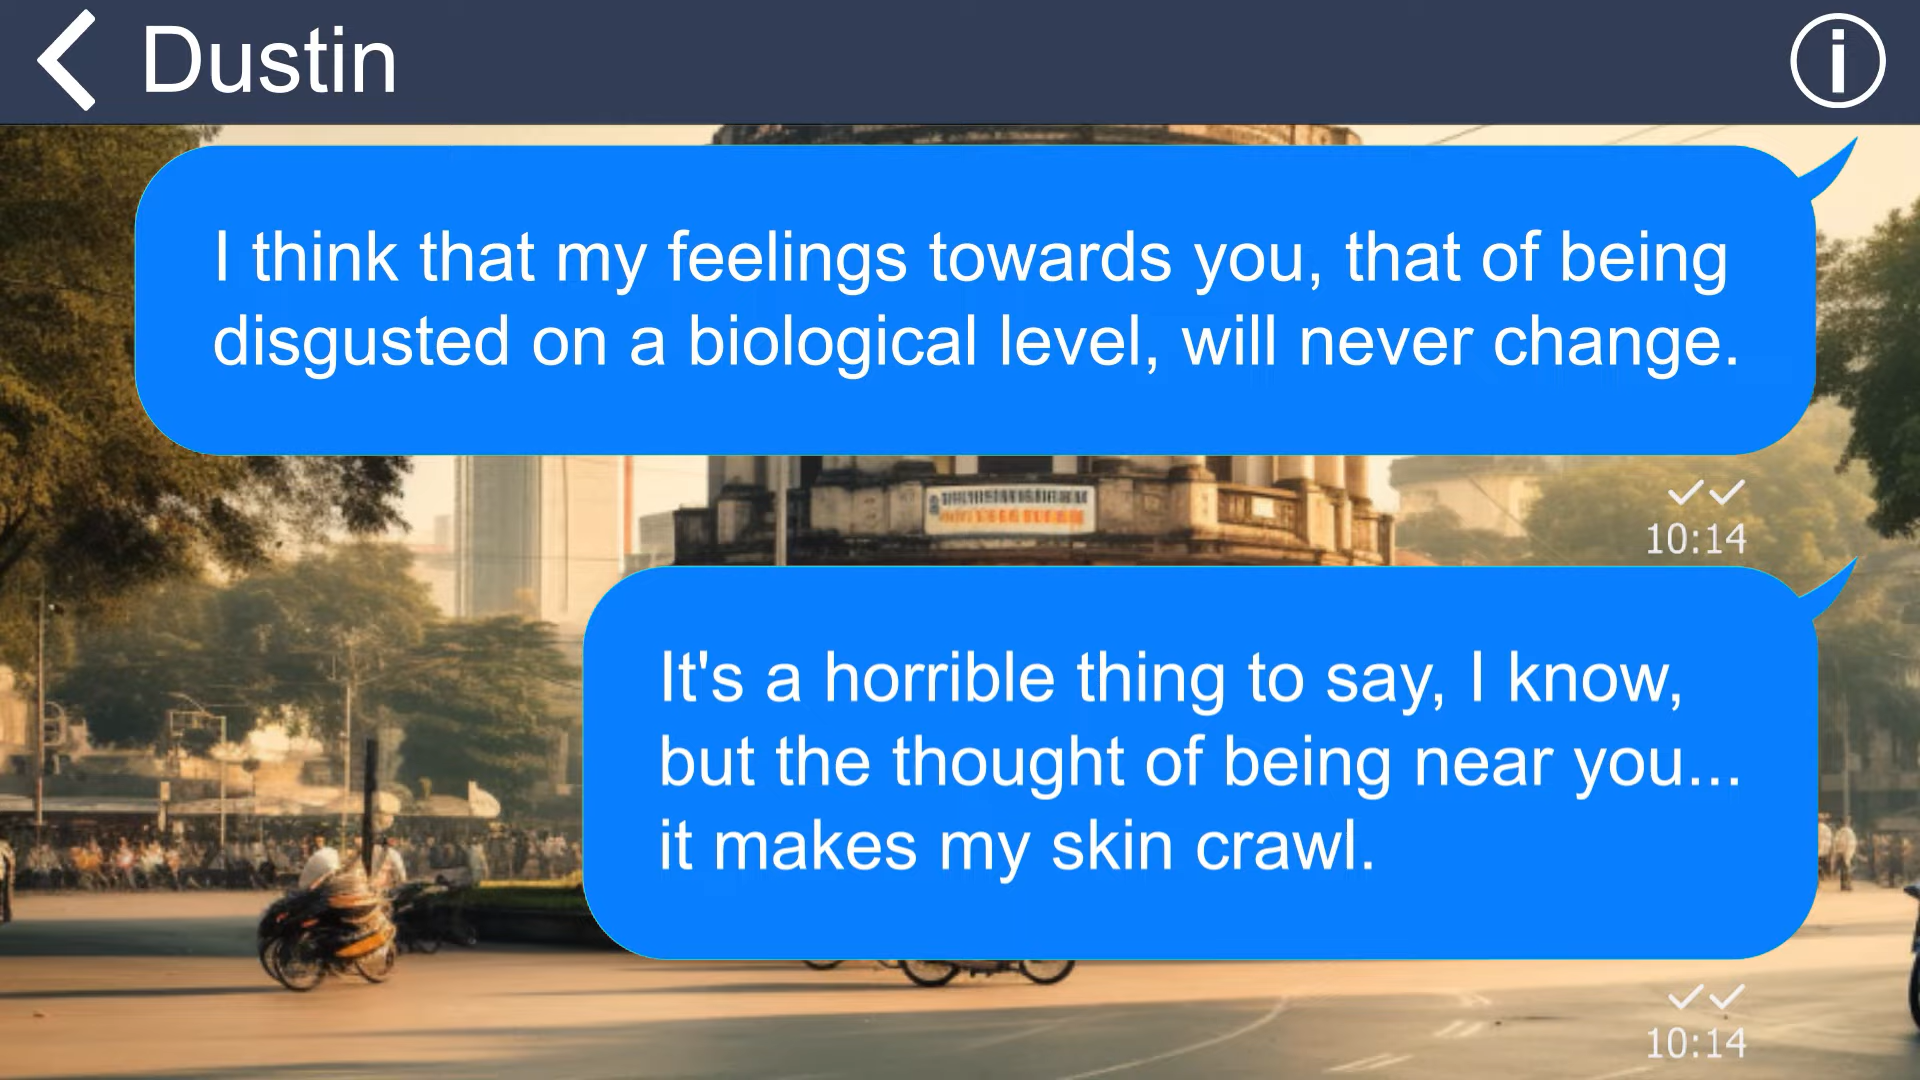 Dustin
I think that my feelings towards you, that of being
disgusted on a biological level, will never change.
10:14
It's a horrible thing to say, I know,
but the thought of being near you...
it makes my skin crawl.
10:14